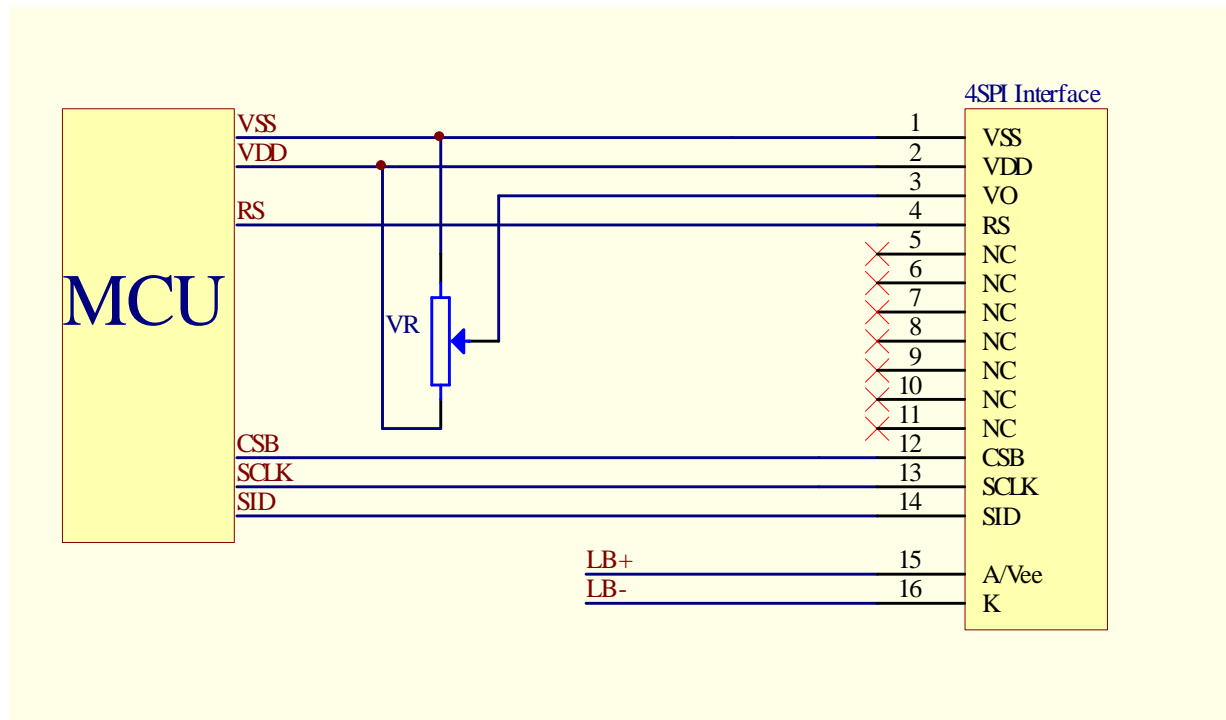 4SPI Interface
VSS 1 VSS
VDD 2 VDD
3 VO
RS 4 RS
5 NC
6 NC
7 NC
MCU
VR 8 NC
9 NC
10 NC
11 NC
CSB 12 CSB
SCLK 13 SCLK
SID 14 SID
LB+ 15 A/Vee
LB- 16 K